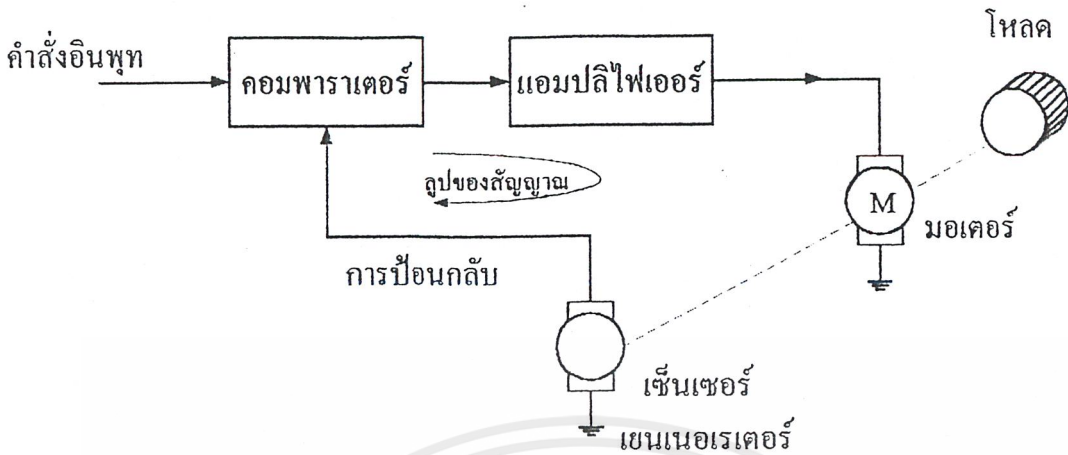 โหลด
คำสั่งอินพุท
คอมพาราเตอร์
แอมปลิไฟเออร์
ลูปของสัญญาณ
M
มอเตอร์
การป้อนกลับ
เซ็นเซอร์
เยนเนอเรเตอร์